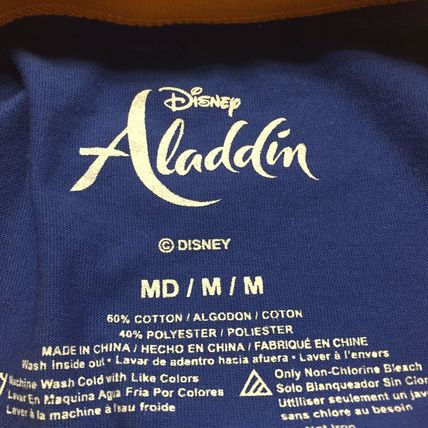 Disney
Aladdin
© DISNEY
MD / M / M
60% COTTON / ALGODON / COTON
40% POLYESTER / POLIESTER
MADE IN CHINA / HECHO EN CHINA / FABRIQUÉ EN CHINE
Wash Inside out • Lavar de adentro hacia afuera • Laver à l'envers
Machine Wash Cold with Like Colors
Lavar En Maquina Agua Fria Por Colores
Laver à la machine à l'eau froide
Only Non-Chlorine Bleach
Solo Blanqueador Sin
Uttiliser seulement un
sans chlore au besoin
Iron